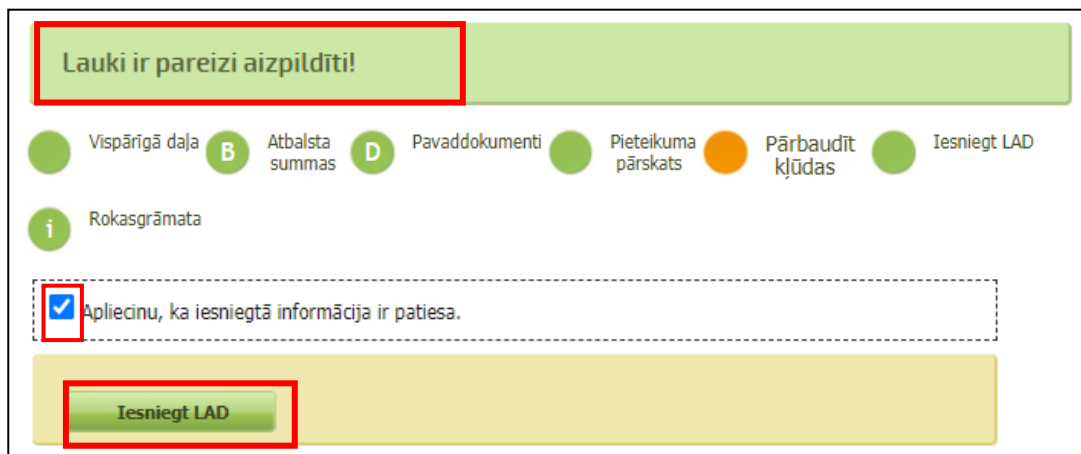 Lauki ir pareizi aizpildīti!
Vispārīgā daļa
B
Atbalsta
summas
D
Pavaddokumenti
Pieteikuma
pārskats
Pārbaudīt
kļūdas
Iesniegt LAD
i
Rokasgrāmata
Apliecinu, ka iesniegtā informācija ir patiesa.
Iesniegt LAD